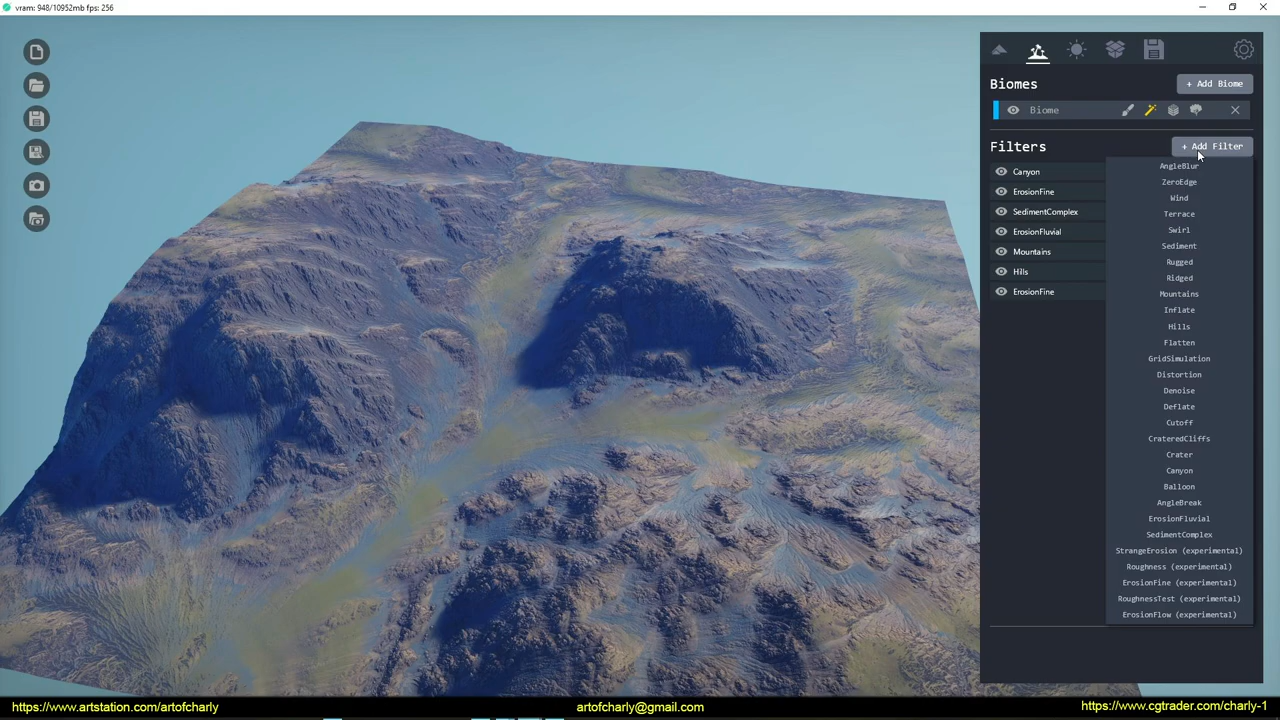 vram: 948/10952mb fps: 256
Biomes
+ Add Biome
Biome
Filters
+ Add Filter
Canyon
ErosionFine
SedimentComplex
ErosionFluvial
Mountains
Hills
ErosionFine
AngleBlur
ZeroEdge
Wind
Terrace
Swirl
Sediment
Rugged
Ridged
Mountains
Inflate
Hills
Flatten
GridSimulation
Distortion
Denoise
Deflate
Cutoff
CrateredCliffs
Crater
Canyon
Balloon
AngleBreak
ErosionFluvial
SedimentComplex
StrangeErosion (experimental)
Roughness (experimental)
ErosionFine (experimental)
RoughnessTest (experimental)
ErosionFlow (experimental)
https://www.artstation.com/artofcharly
artofcharly@gmail.com
https://www.cgtrader.com/charly-1